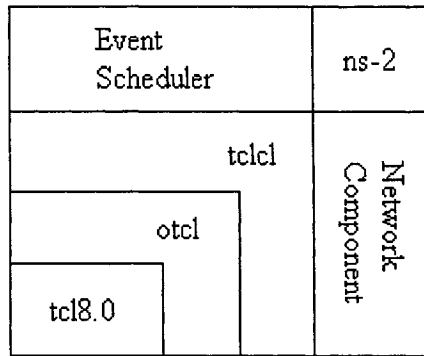 Event
Scheduler
ns-2
tclcl
Network
Component
otcl
tcl8.0